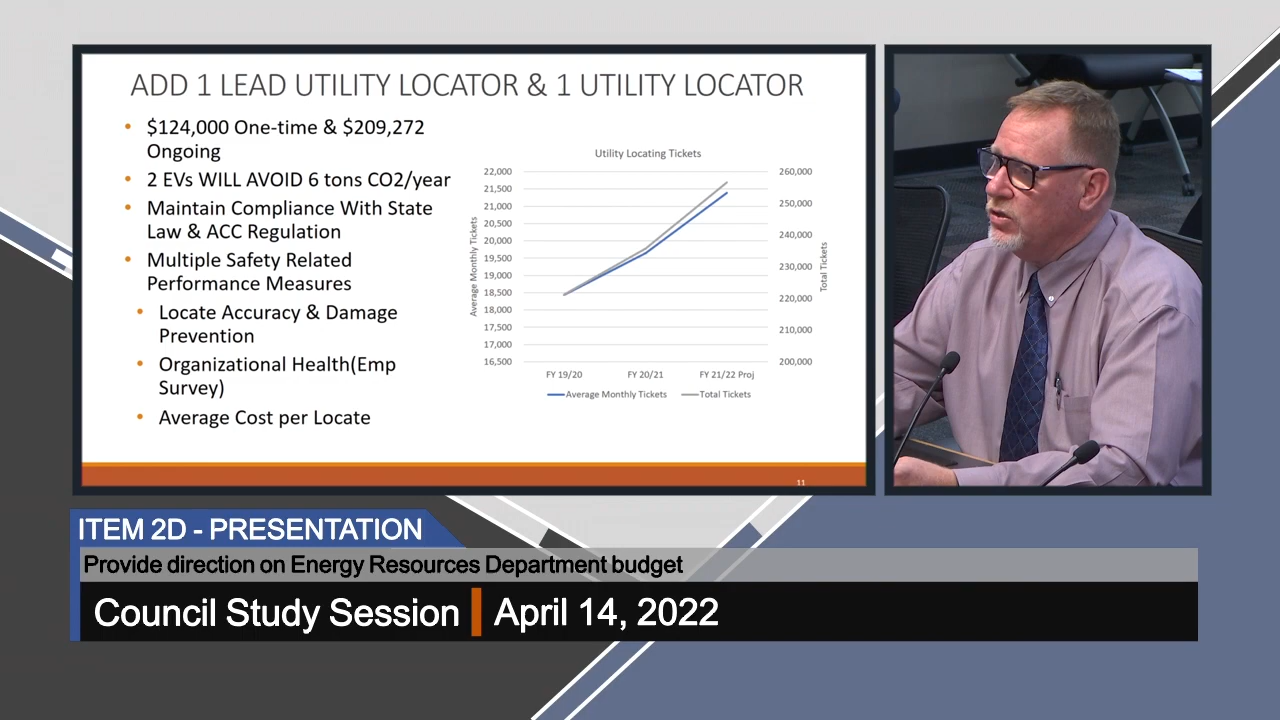 ADD 1 LEAD UTILITY LOCATOR & 1 UTILITY LOCATOR
• $124,000 One-time & $209,272
Ongoing
• 2 EVs WILL AVOID 6 tons CO2/year
• Maintain Compliance With State
Law & ACC Regulation
• Multiple Safety Related
Performance Measures
• Locate Accuracy & Damage
Prevention
• Organizational Health(Emp
Survey)
• Average Cost per Locate
Utility Locating Tickets
Average Monthly Tickets
22,000
21,500
21,000
20,500
20,000
19,500
19,000
18,500
18,000
17,500
17,000
16,500
260,000
250,000
240,000
230,000
220,000
210,000
200,000
Total Tickets
FY 19/20 FY 20/21 FY 21/22 Proj
Average Monthly Tickets Total Tickets
11
ITEM 2D - PRESENTATION
Provide direction on Energy Resources Department budget
Council Study Session April 14, 2022